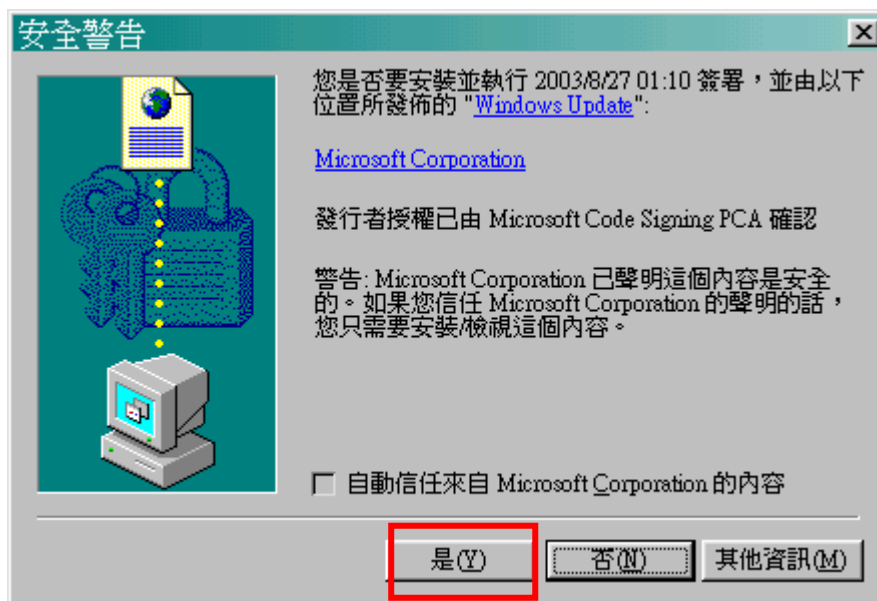 安全警告
您是否要安裝並執行 2003/8/27 01:10 簽署，並由以下
位置所發佈的 "Windows Update":
Microsoft Corporation
發行者授權已由 Microsoft Code Signing PCA 確認
警告: Microsoft Corporation 已聲明這個內容是安全
的。如果您信任 Microsoft Corporation 的聲明的話，
您只需要安裝/檢視這個內容。
自動信任來自 Microsoft Corporation 的內容
是(Y) 否(N) 其他資訊(M)